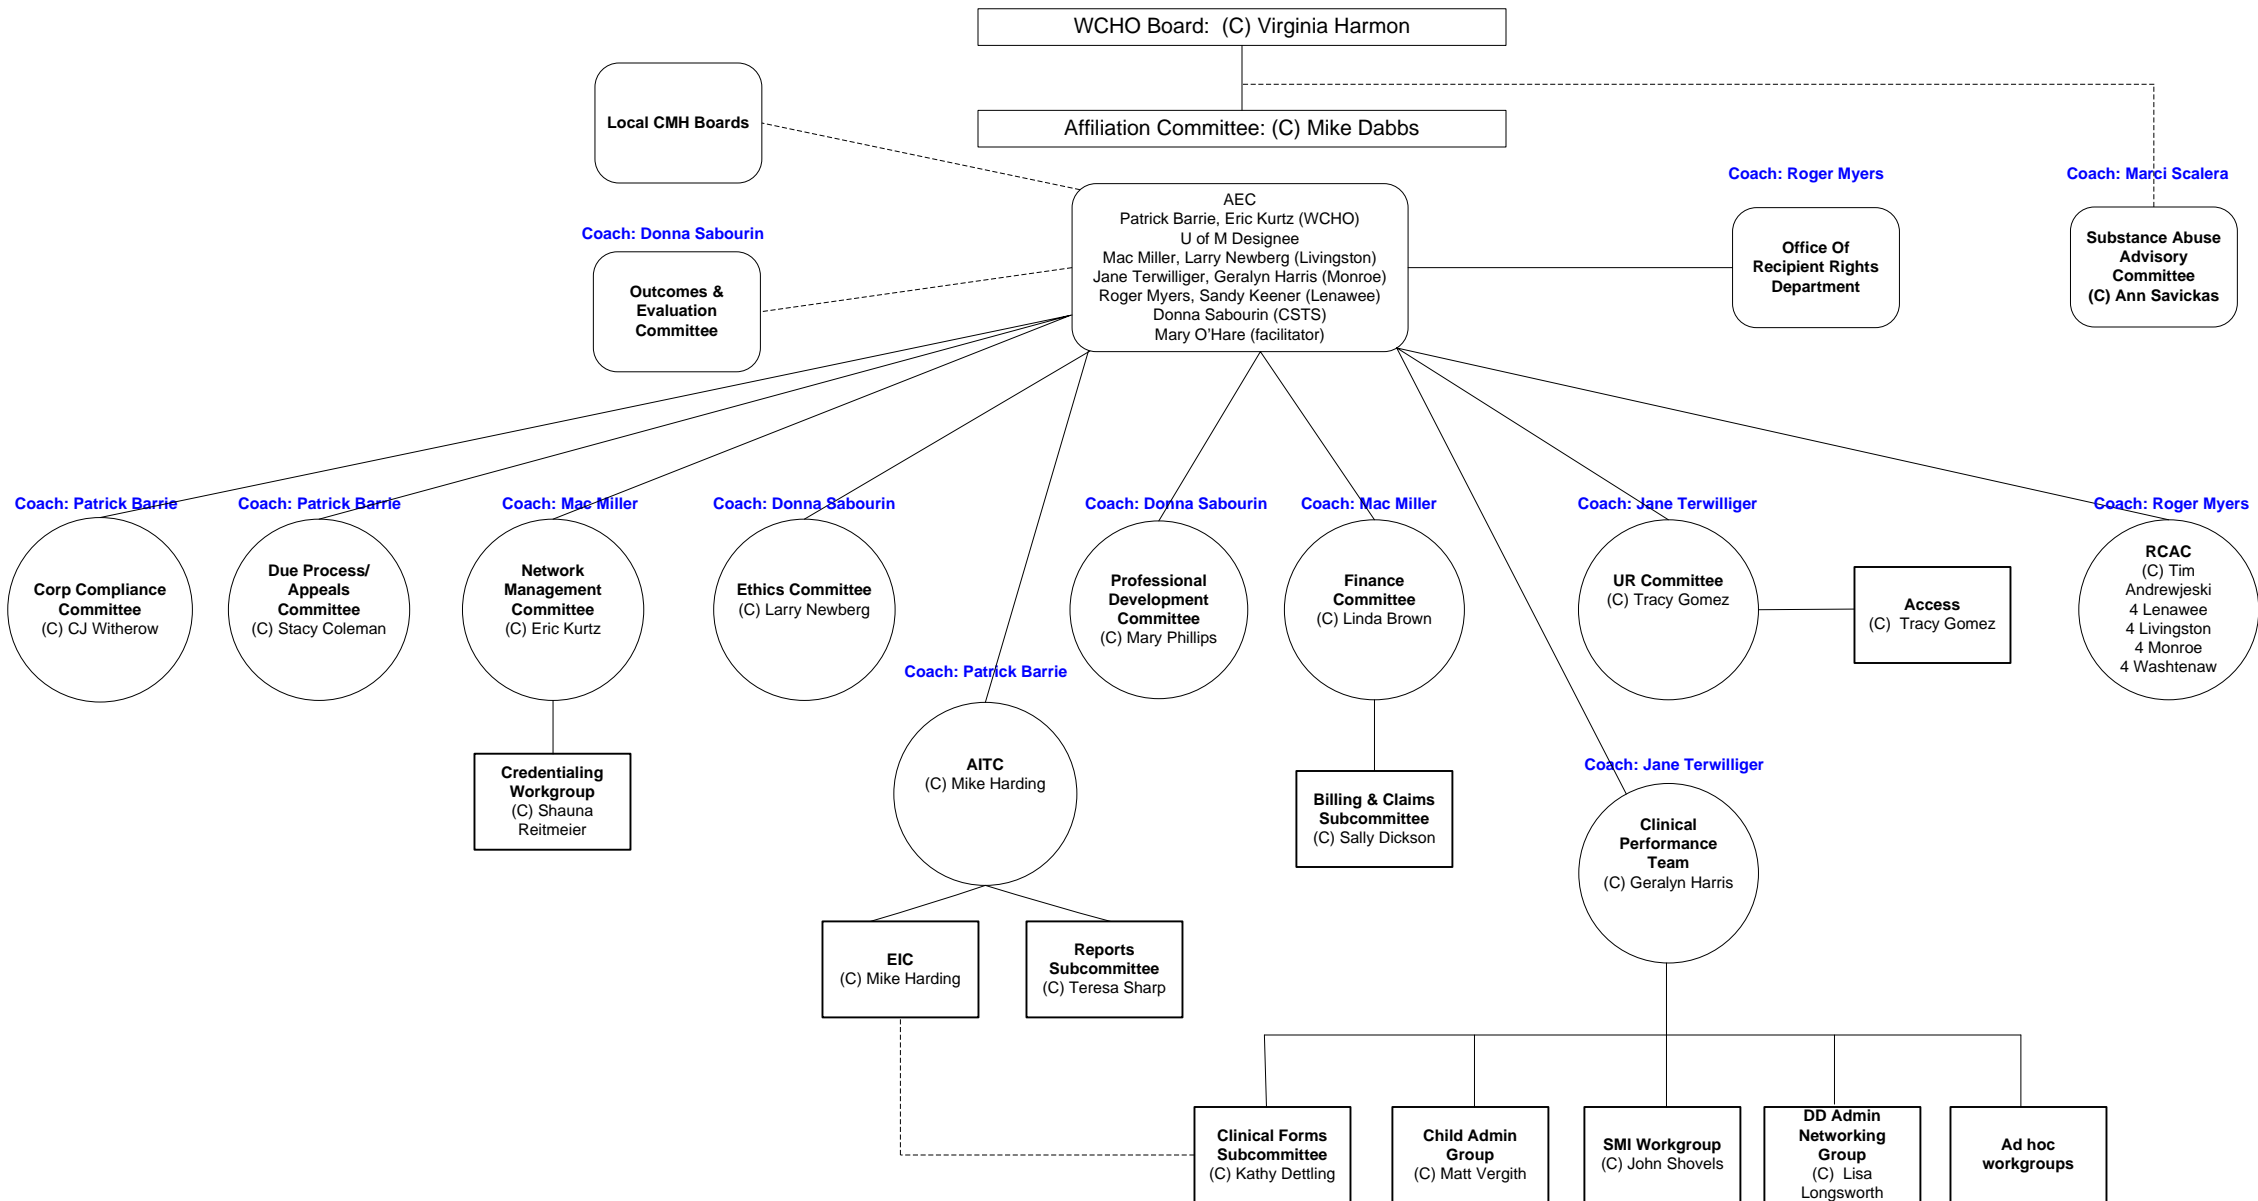 WCHO Board: (C) Virginia Harmon
Local CMH Boards
Affiliation Committee: (C) Mike Dabbs
Coach: Roger Myers
Coach: Marci Scalera
AEC
Patrick Barrie, Eric Kurtz (WCHO)
U of M Designee
Mac Miller, Larry Newberg (Livingston)
Jane Terwilliger, Geralyn Harris (Monroe)
Roger Myers, Sandy Keener (Lenawee)
Donna Sabourin (CSTS)
Mary O'Hare (facilitator)
Coach: Donna Sabourin
Outcomes &
Evaluation
Committee
Office Of
Recipient Rights
Department
Substance Abuse
Advisory
Committee
(C) Ann Savickas
Coach: Patrick Barrie
Corp Compliance
Committee
(C) CJ Witherow
Coach: Patrick Barrie
Due Process/
Appeals
Committee
(C) Stacy Coleman
Coach: Mac Miller
Network
Management
Committee
(C) Eric Kurtz
Coach: Donna Sabourin
Ethics Committee
(C) Larry Newberg
Coach: Donna Sabourin
Professional
Development
Committee
(C) Mary Phillips
Coach: Mac Miller
Finance
Committee
(C) Linda Brown
Coach: Jane Terwilliger
UR Committee
(C) Tracy Gomez
Access
(C) Tracy Gomez
Coach: Roger Myers
RCAC
(C) Tim
Andrewjeski
4 Lenawee
4 Livingston
4 Monroe
4 Washtenaw
Coach: Patrick Barrie
AITC
(C) Mike Harding
Credentialing
Workgroup
(C) Shauna
Reitmeier
Billing & Claims
Subcommittee
(C) Sally Dickson
Coach: Jane Terwilliger
Clinical
Performance
Team
(C) Geralyn Harris
EIC
(C) Mike Harding
Reports
Subcommittee
(C) Teresa Sharp
Clinical Forms
Subcommittee
(C) Kathy Dettling
Child Admin
Group
(C) Matt Vergith
SMI Workgroup
(C) John Shovels
DD Admin
Networking
Group
(C) Lisa
Longsworth
Ad hoc
workgroups